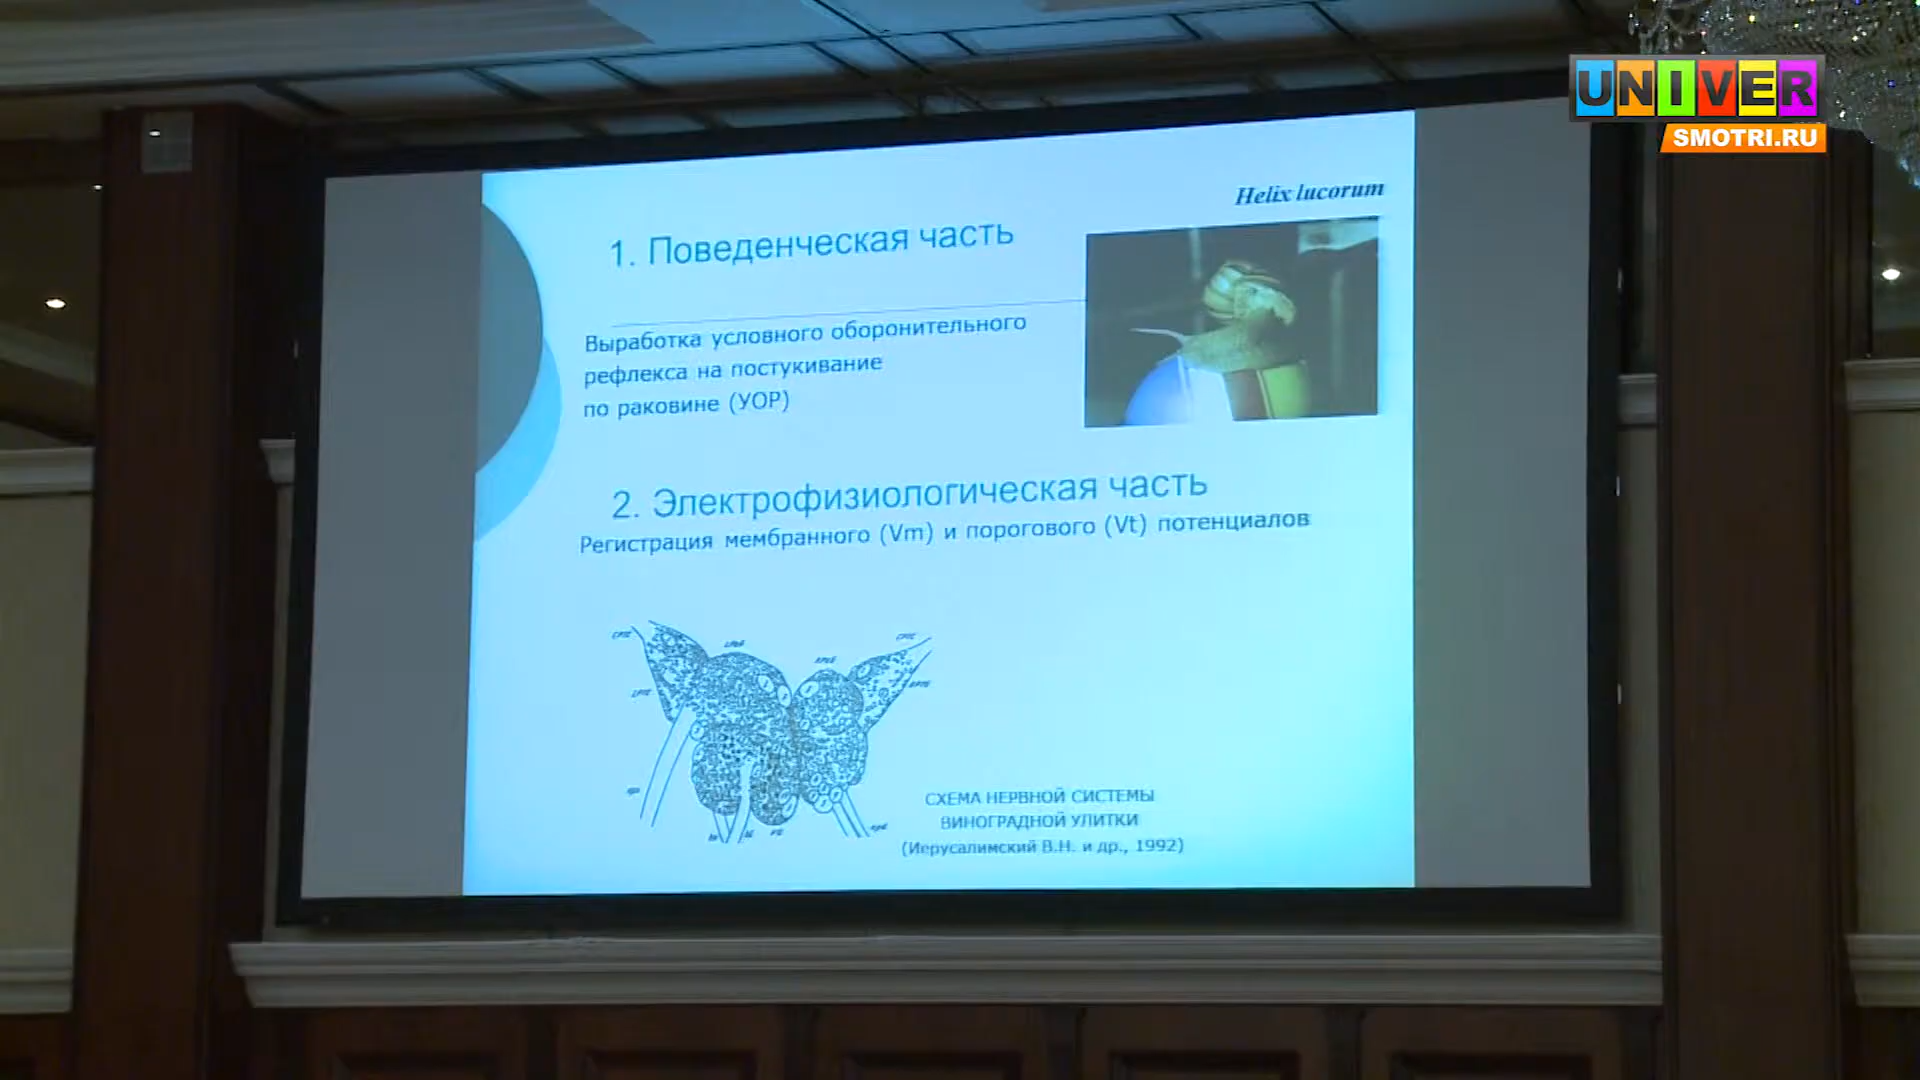 UNIVER
SMOTRI.RU
Helix lucorum
1. Поведенческая часть
Выработка условного оборонительного
рефлекса на постукивание
по раковине (УОР)
2. Электрофизиологическая часть
Регистрация мембранного (Vm) и порогового (Vt) потенциалов
СХЕМА НЕРВНОЙ СИСТЕМЫ
ВИНОГРАДНОЙ УЛИТКИ
(Иерусалимский В.Н. и др., 1992)